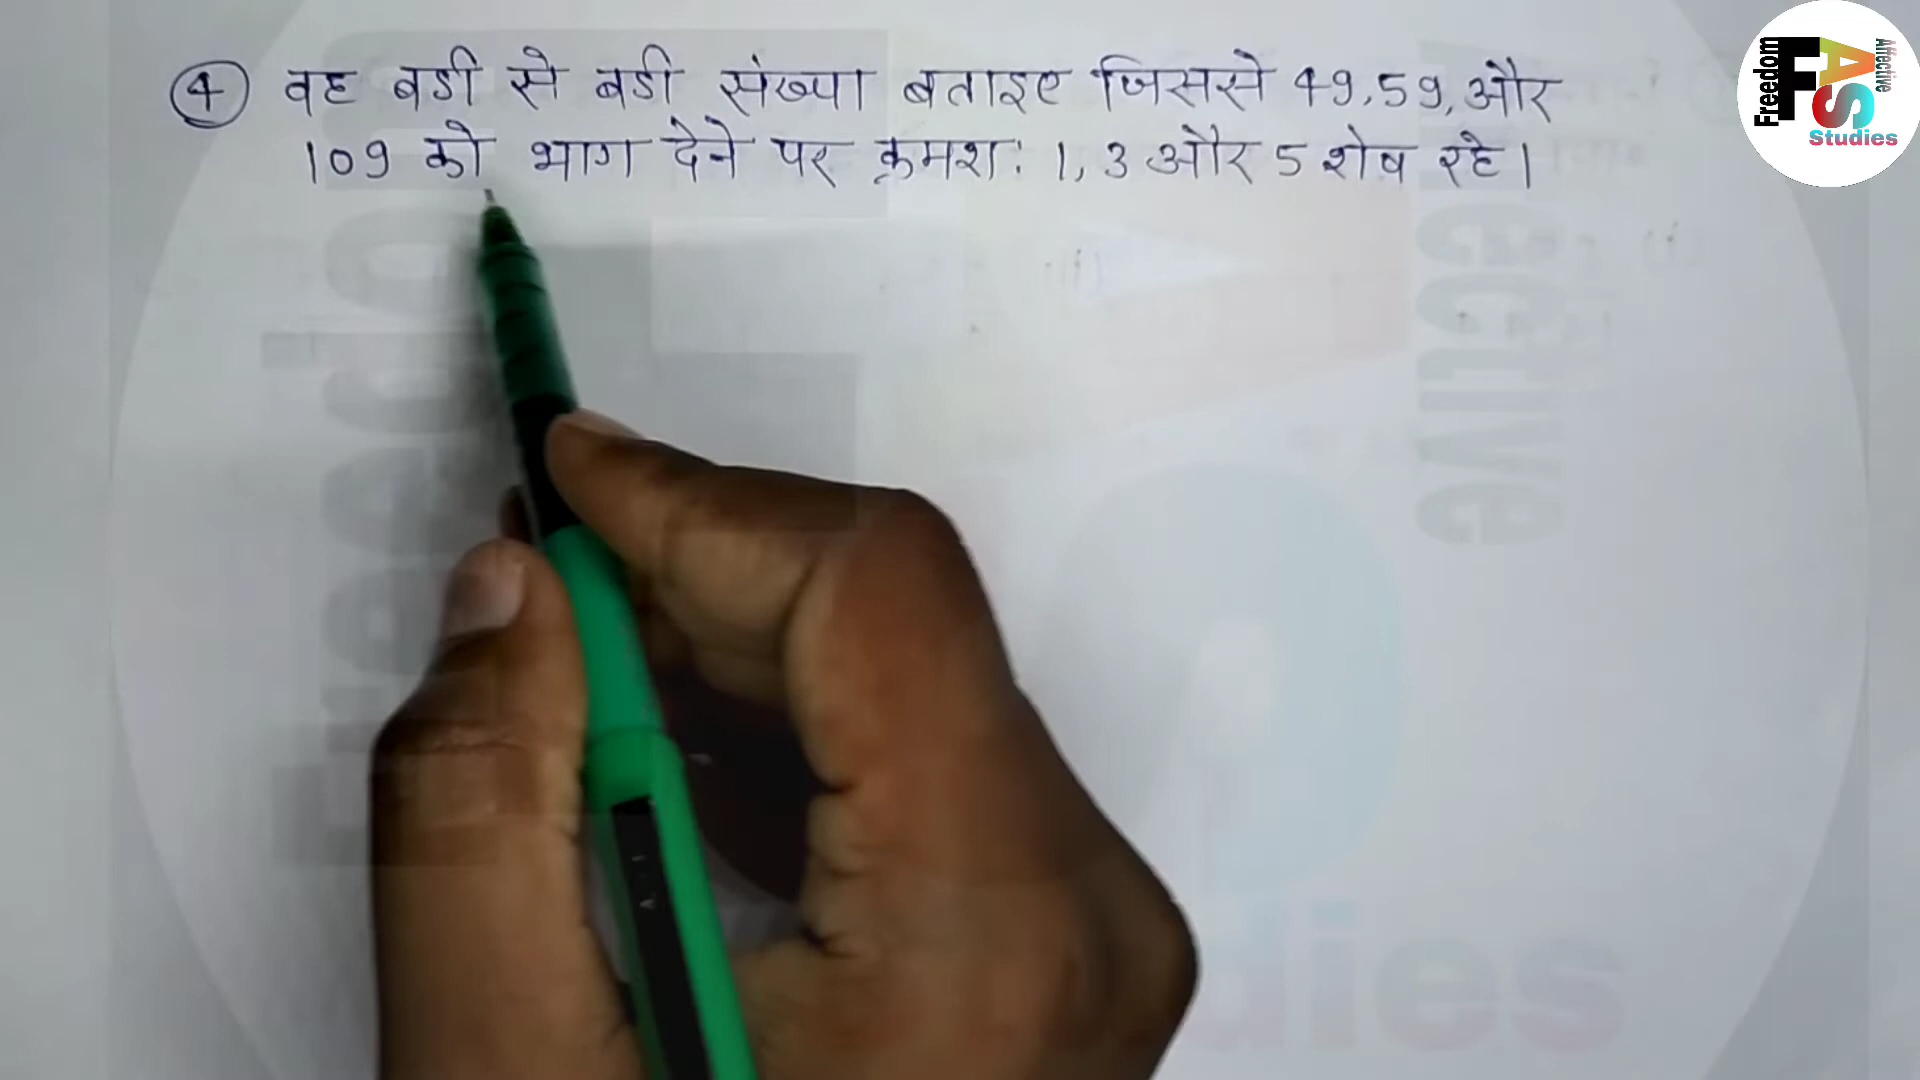 ④ वह बडी से बडी संख्या बताइए जिससे 49,59, और
109 को भाग देने पर क्रमश: 1, 3 और 5 शेष रहे।
Freedom
F
AS
Affective
Studies